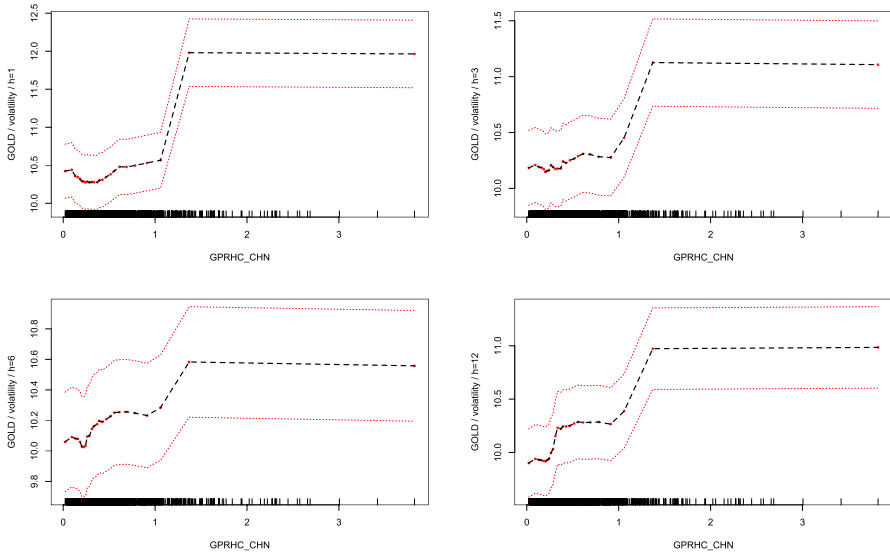 GOLD / volatility / h=1
12.5
12.0
11.5
11.0
10.5
10.0
0 1 2 3
GPRHC_CHN
GOLD / volatility / h=3
11.5
11.0
10.5
10.0
0 1 2 3
GPRHC_CHN
GOLD / volatility / h=6
10.8
10.6
10.4
10.2
10.0
9.8
0 1 2 3
GPRHC_CHN
GOLD / volatility / h=12
11.0
10.5
10.0
0 1 2 3
GPRHC_CHN